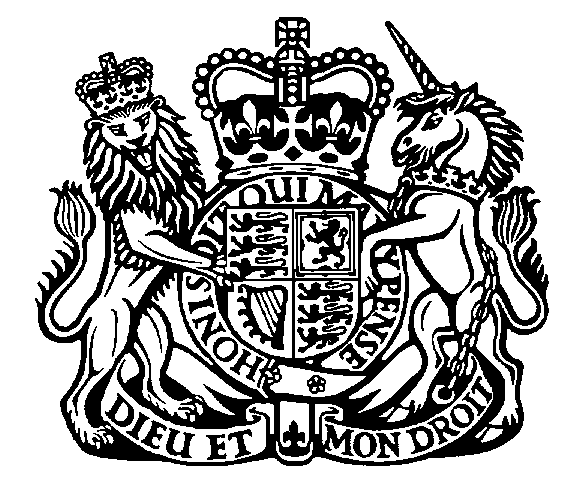 HONI S QUI M Y PENSE
DIEU ET MON DROIT